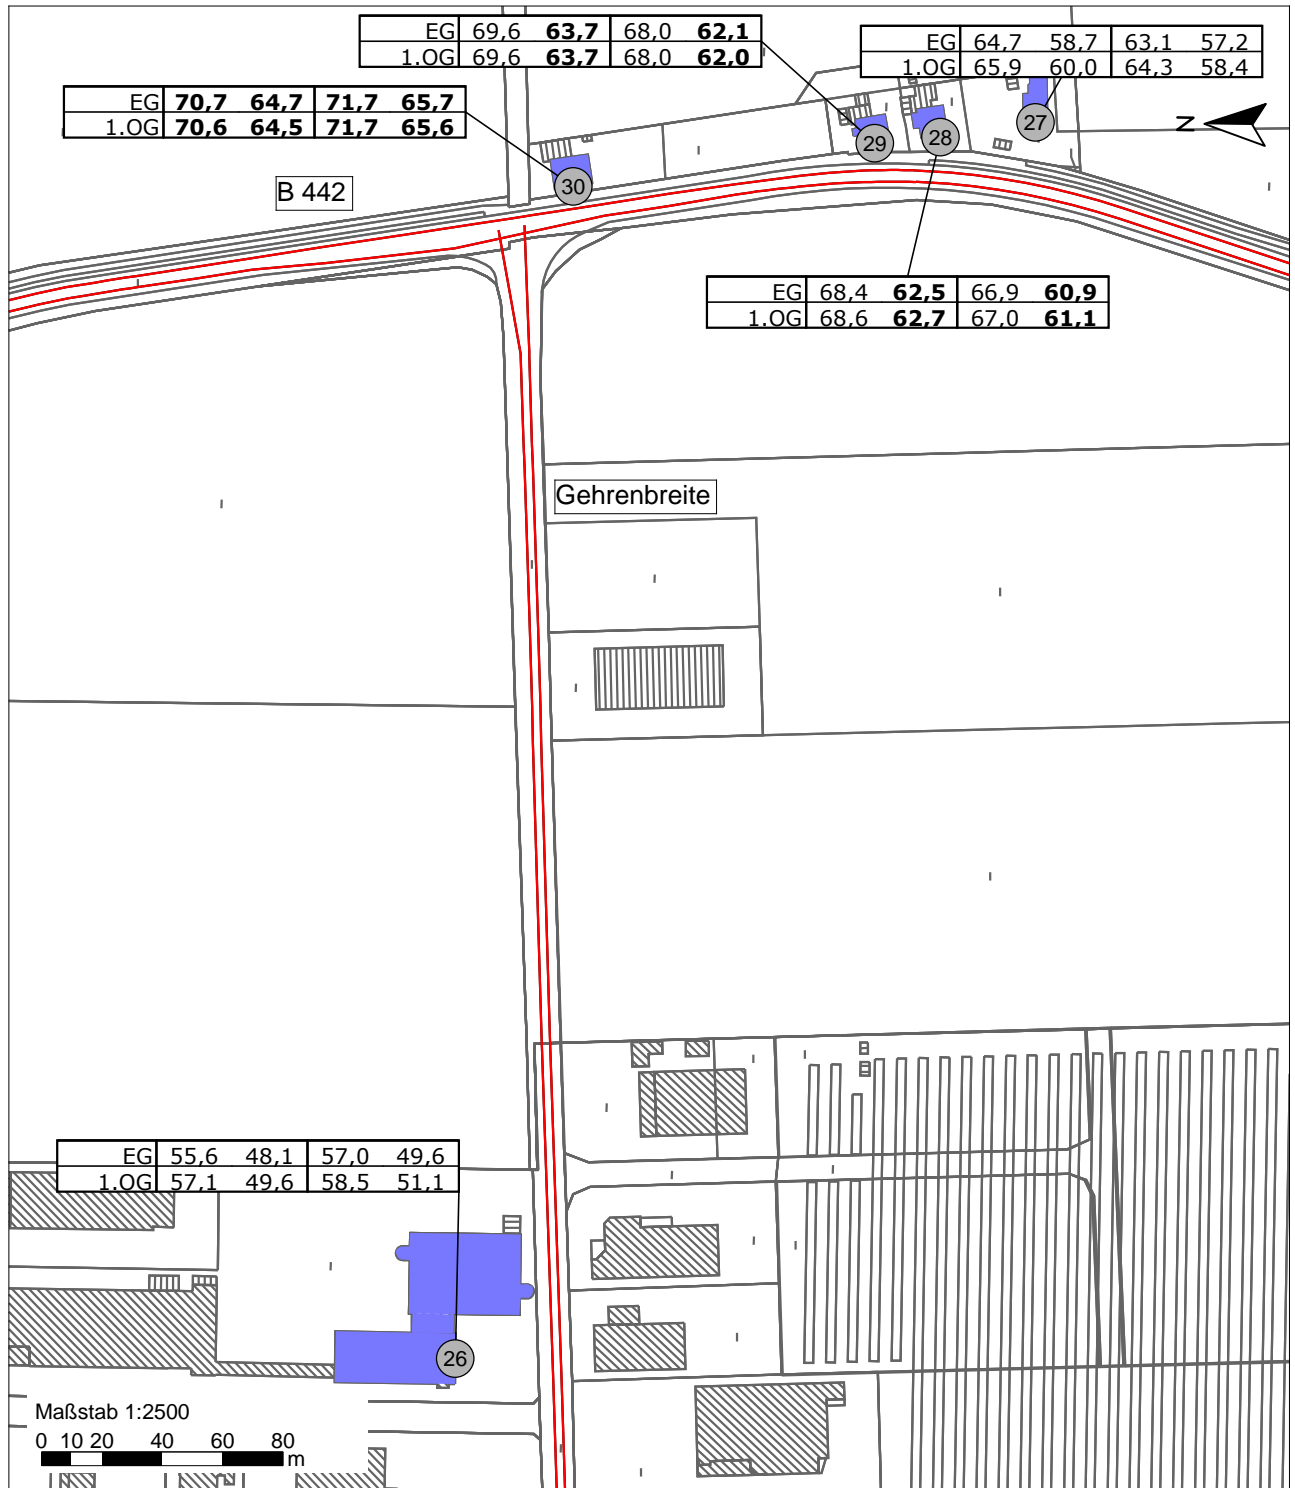 EG 69,6 63,7 68,0 62,1
1.OG 69,6 63,7 68,0 62,0
EG 64,7 58,7 63,1 57,2
1.OG 65,9 60,0 64,3 58,4
EG 70,7 64,7 71,7 65,7
1.OG 70,6 64,5 71,7 65,6
27
N
28
29
30
B 442
EG 68,4 62,5 66,9 60,9
1.OG 68,6 62,7 67,0 61,1
Gehrenbreite
EG 55,6 48,1 57,0 49,6
1.OG 57,1 49,6 58,5 51,1
26
Maßstab 1:2500
0 10 20 40 60 80
m